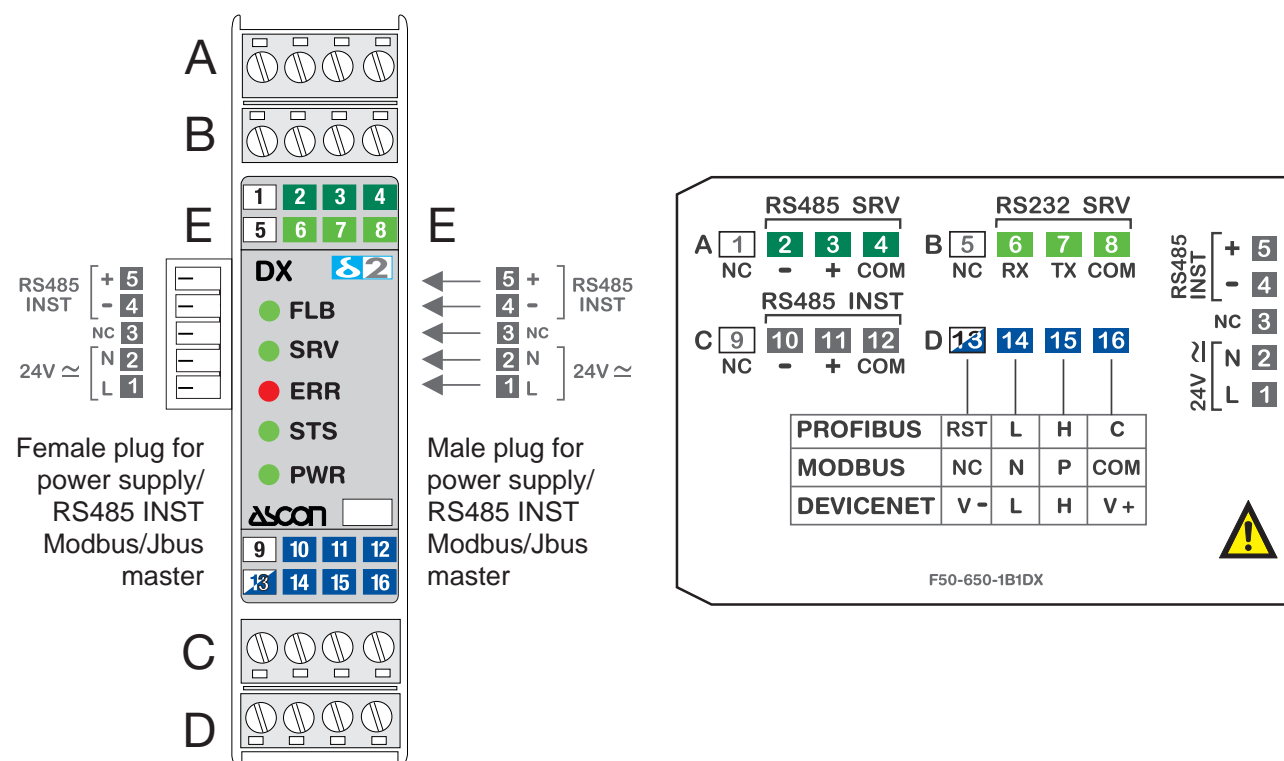 A
B
1 2 3 4
5 6 7 8
E
E
RS485
INST
+ 5
- 4
NC 3
24V ≃
N 2
L 1
DX δ2
FLB
SRV
ERR
STS
PWR
ascon
5 +
4 -
RS485
INST
3 NC
2 N
1 L
24V ≃
Female plug for
power supply/
RS485 INST
Modbus/Jbus
master
Male plug for
power supply/
RS485 INST
Modbus/Jbus
master
9 10 11 12
13 14 15 16
C
D
RS485 SRV
A 1 2 3 4
NC - + COM
RS232 SRV
B 5 6 7 8
NC RX TX COM
RS485 INST
C 9 10 11 12
NC - + COM
D 13 14 15 16
PROFIBUS RST L H C
MODBUS NC N P COM
DEVICENET V - L H V +
RS485
INST
+ 5
- 4
NC 3
24V ≃
N 2
L 1
F50-650-1B1DX